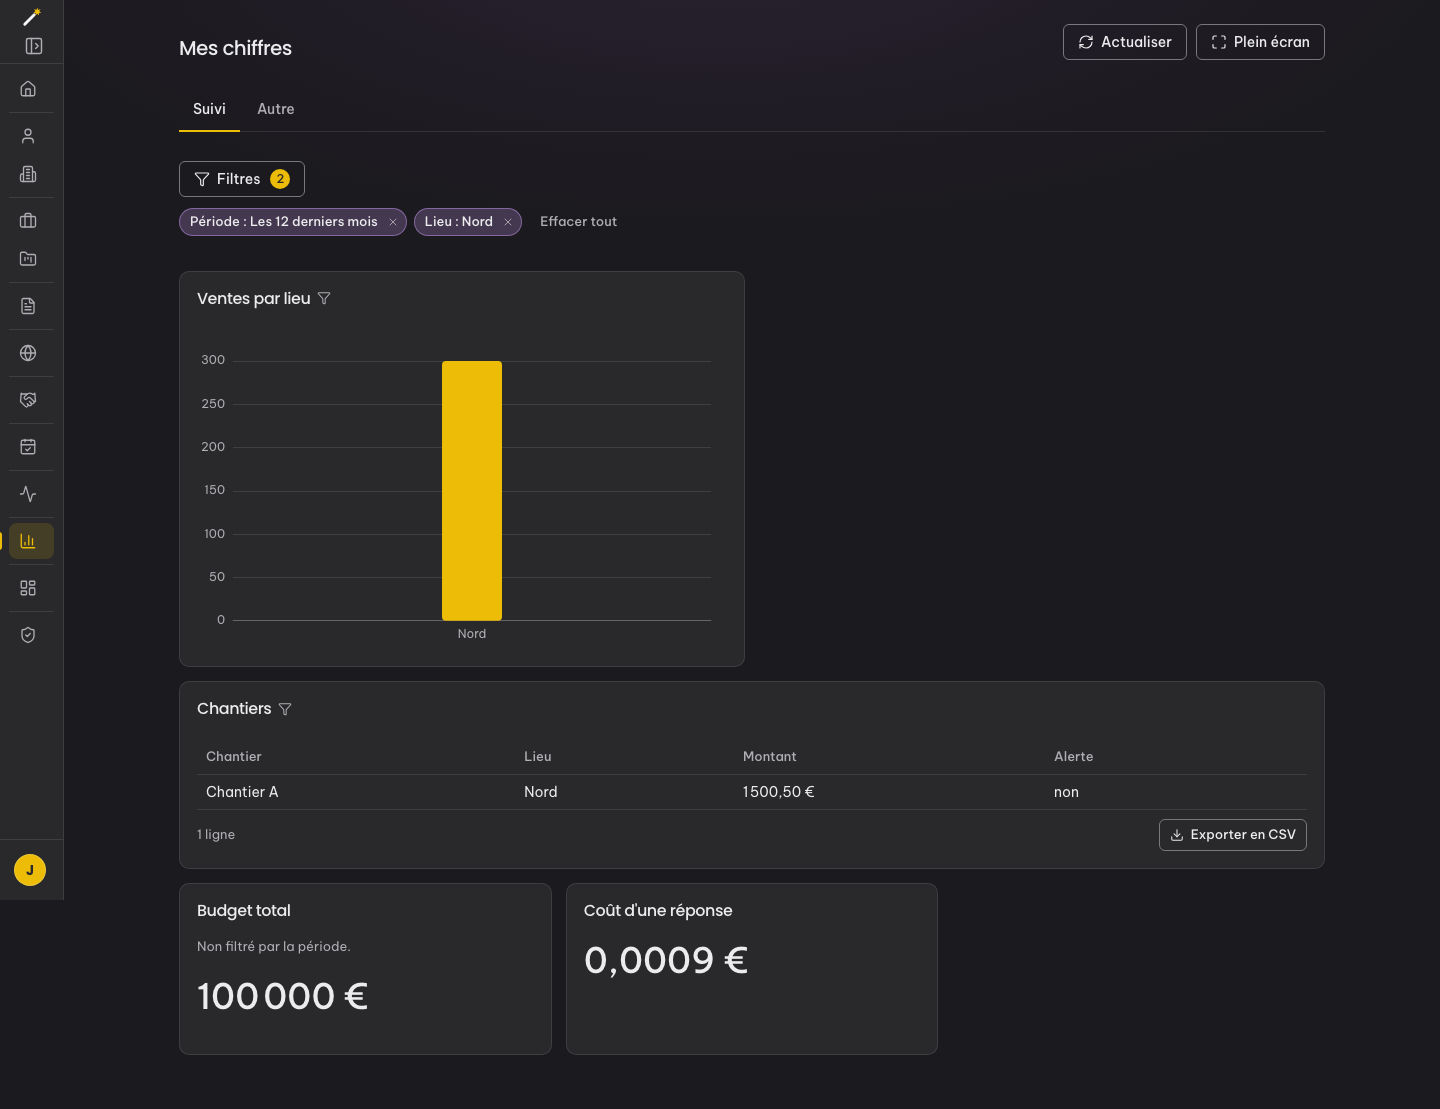 Mes chiffres
Actualiser
Plein écran
Suivi
Autre
Filtres 2
Période : Les 12 derniers mois
Lieu : Nord
Effacer tout
Ventes par lieu
300
250
200
150
100
50
0
Nord
Chantiers
Chantier Lieu Montant Alerte
Chantier A Nord 1 500,50 € non
1 ligne
Exporter en CSV
J
Budget total
Non filtré par la période.
100 000 €
Coût d'une réponse
0,0009 €